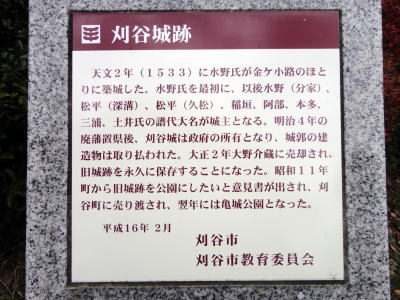 刈谷城跡
天文２年（１５３３）に水野氏が金ケ小路のほと
りに築城した。水野氏を最初に、以後水野（分家）、
松平（深溝）、松平（久松）、稲垣、阿部、本多、
三浦、土井氏の譜代大名が城主となる。明治４年の
廃藩置県後、刈谷城は政府の所有となり、城郭の建
造物は取り払われた。大正２年大野介蔵に売却され、
旧城跡を永久に保存することになった。昭和１１年
町から旧城跡を公園にしたいと意見書が出され、刈
谷町に売り渡され、翌年には亀城公園となった。
平成16年 2月
刈谷市
刈谷市教育委員会